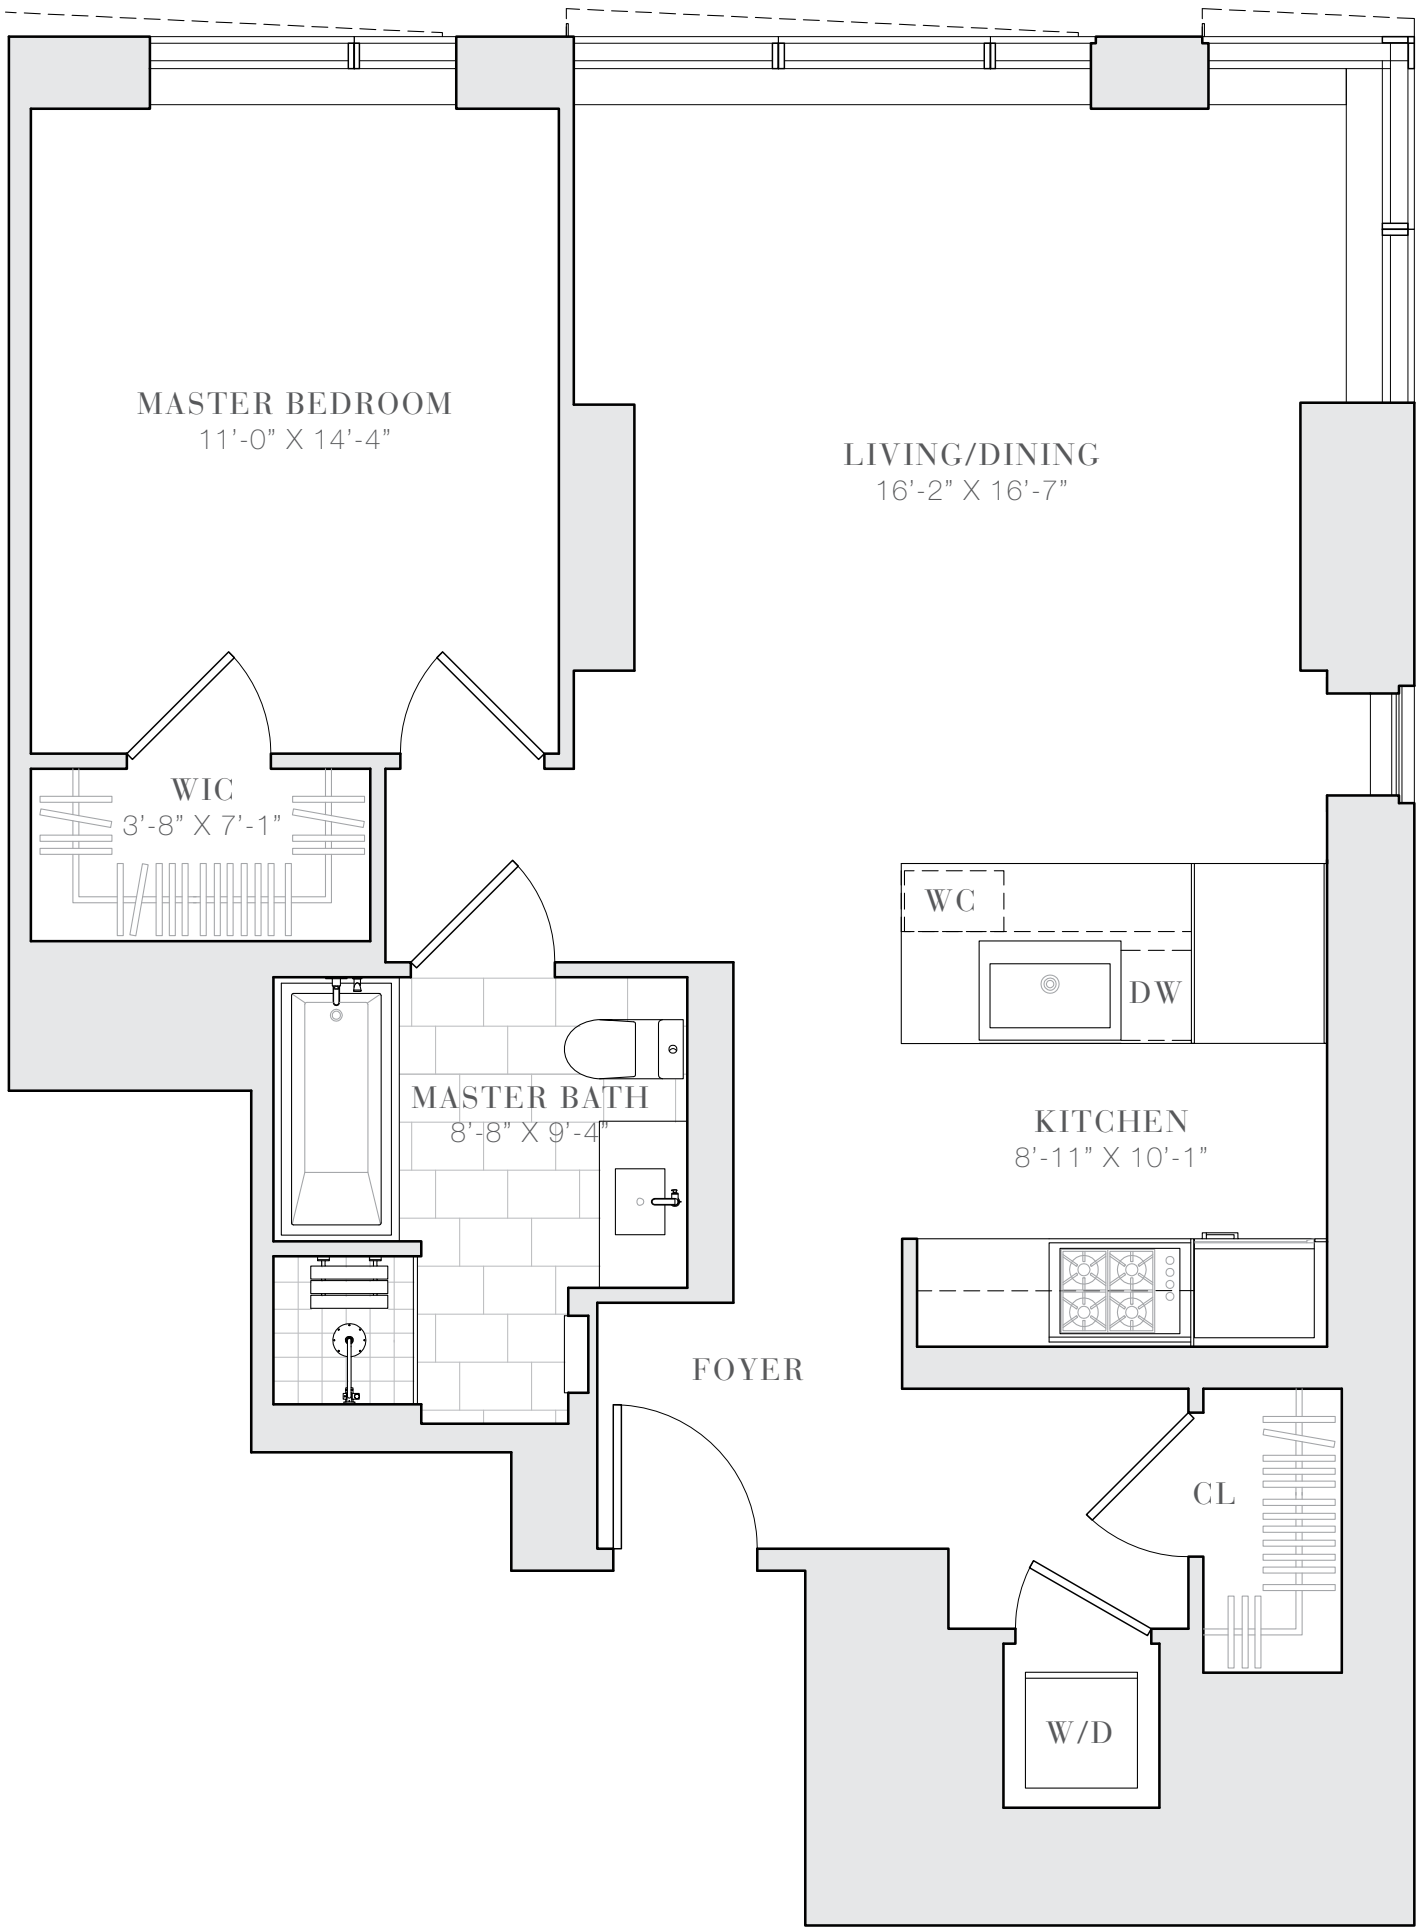 MASTER BEDROOM
11’-0” X 14’-4”
LIVING/DINING
16’-2” X 16’-7”
WIC
3’-8” X 7’-1”
WC
DW
MASTER BATH
8’-8” X 9’-4”
KITCHEN
8’-11” X 10’-1”
FOYER
CL
W/D